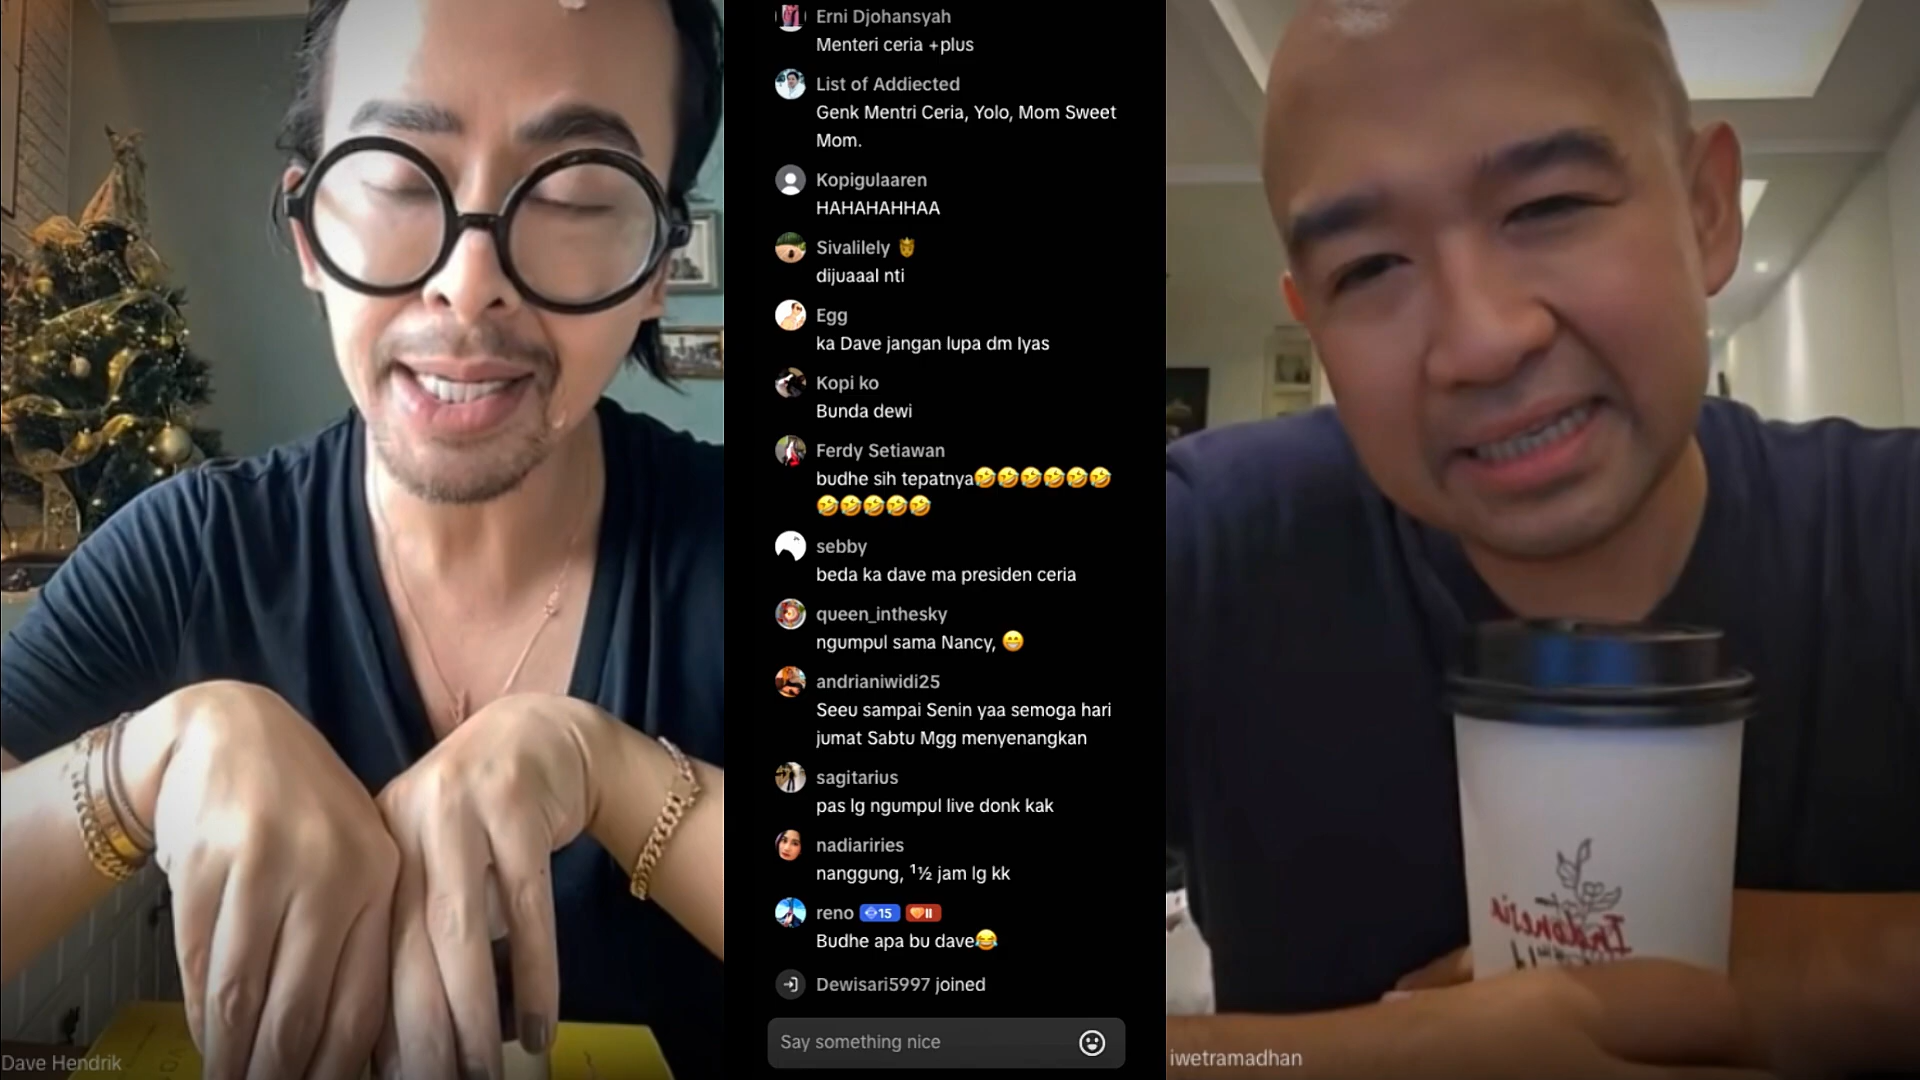 Erni Djohansyah
Menteri ceria +plus
List of Addiected
Genk Mentri Ceria, Yolo, Mom Sweet
Mom.
Kopigulaaren
HAHAHAHHAA
Sivalilely
dijuaaal nti
Egg
ka Dave jangan lupa dm Iyas
Kopi ko
Bunda dewi
Ferdy Setiawan
budhe sih tepatnya🤣🤣🤣🤣🤣🤣
🤣🤣🤣🤣🤣
sebby
beda ka dave ma presiden ceria
queen_inthesky
ngumpul sama Nancy, 😁
andrianiwidi25
Seeu sampai Senin yaa semoga hari
jumat Sabtu Mgg menyenangkan
sagitarius
pas lg ngumpul live donk kak
nadiariries
nanggung, ¹½ jam lg kk
reno 15 II
Budhe apa bu dave😂
Dewisari5997 joined
Say something nice
Dave Hendrik
iwetramadhan
Indonesia